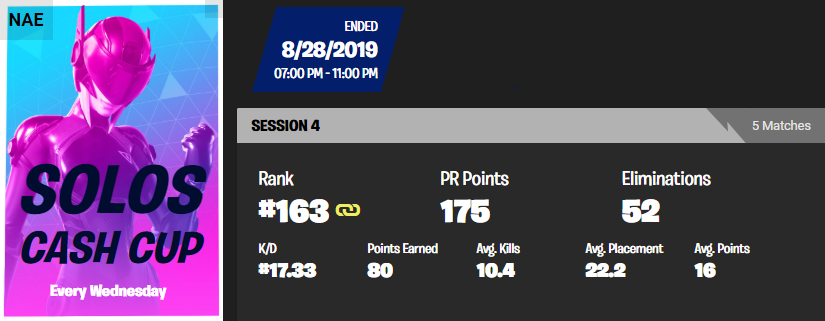 NAE
SOLOS
CASH CUP
Every Wednesday
ENDED
8/28/2019
07:00 PM - 11:00 PM
SESSION 4
5 Matches
Rank
PR Points
Eliminations
#163
175
52
K/D
Points Earned
Avg. Kills
Avg. Placement
Avg. Points
#17.33
80
10.4
22.2
16